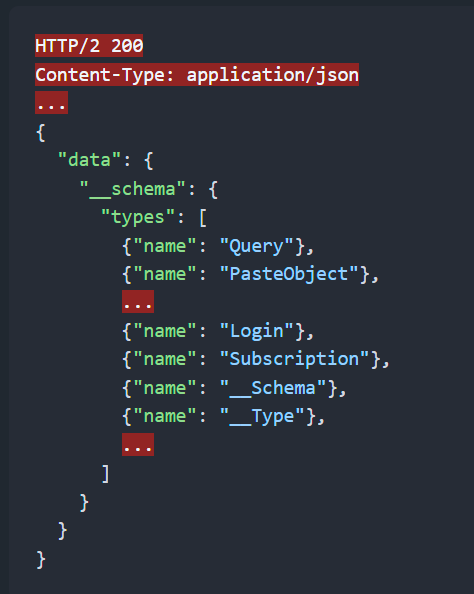 HTTP/2 200
Content-Type: application/json
...
{
  "data": {
    "__schema": {
      "types": [
        {"name": "Query"},
        {"name": "PasteObject"},
        ...
        {"name": "Login"},
        {"name": "Subscription"},
        {"name": "__Schema"},
        {"name": "__Type"},
        ...
      ]
    }
  }
}